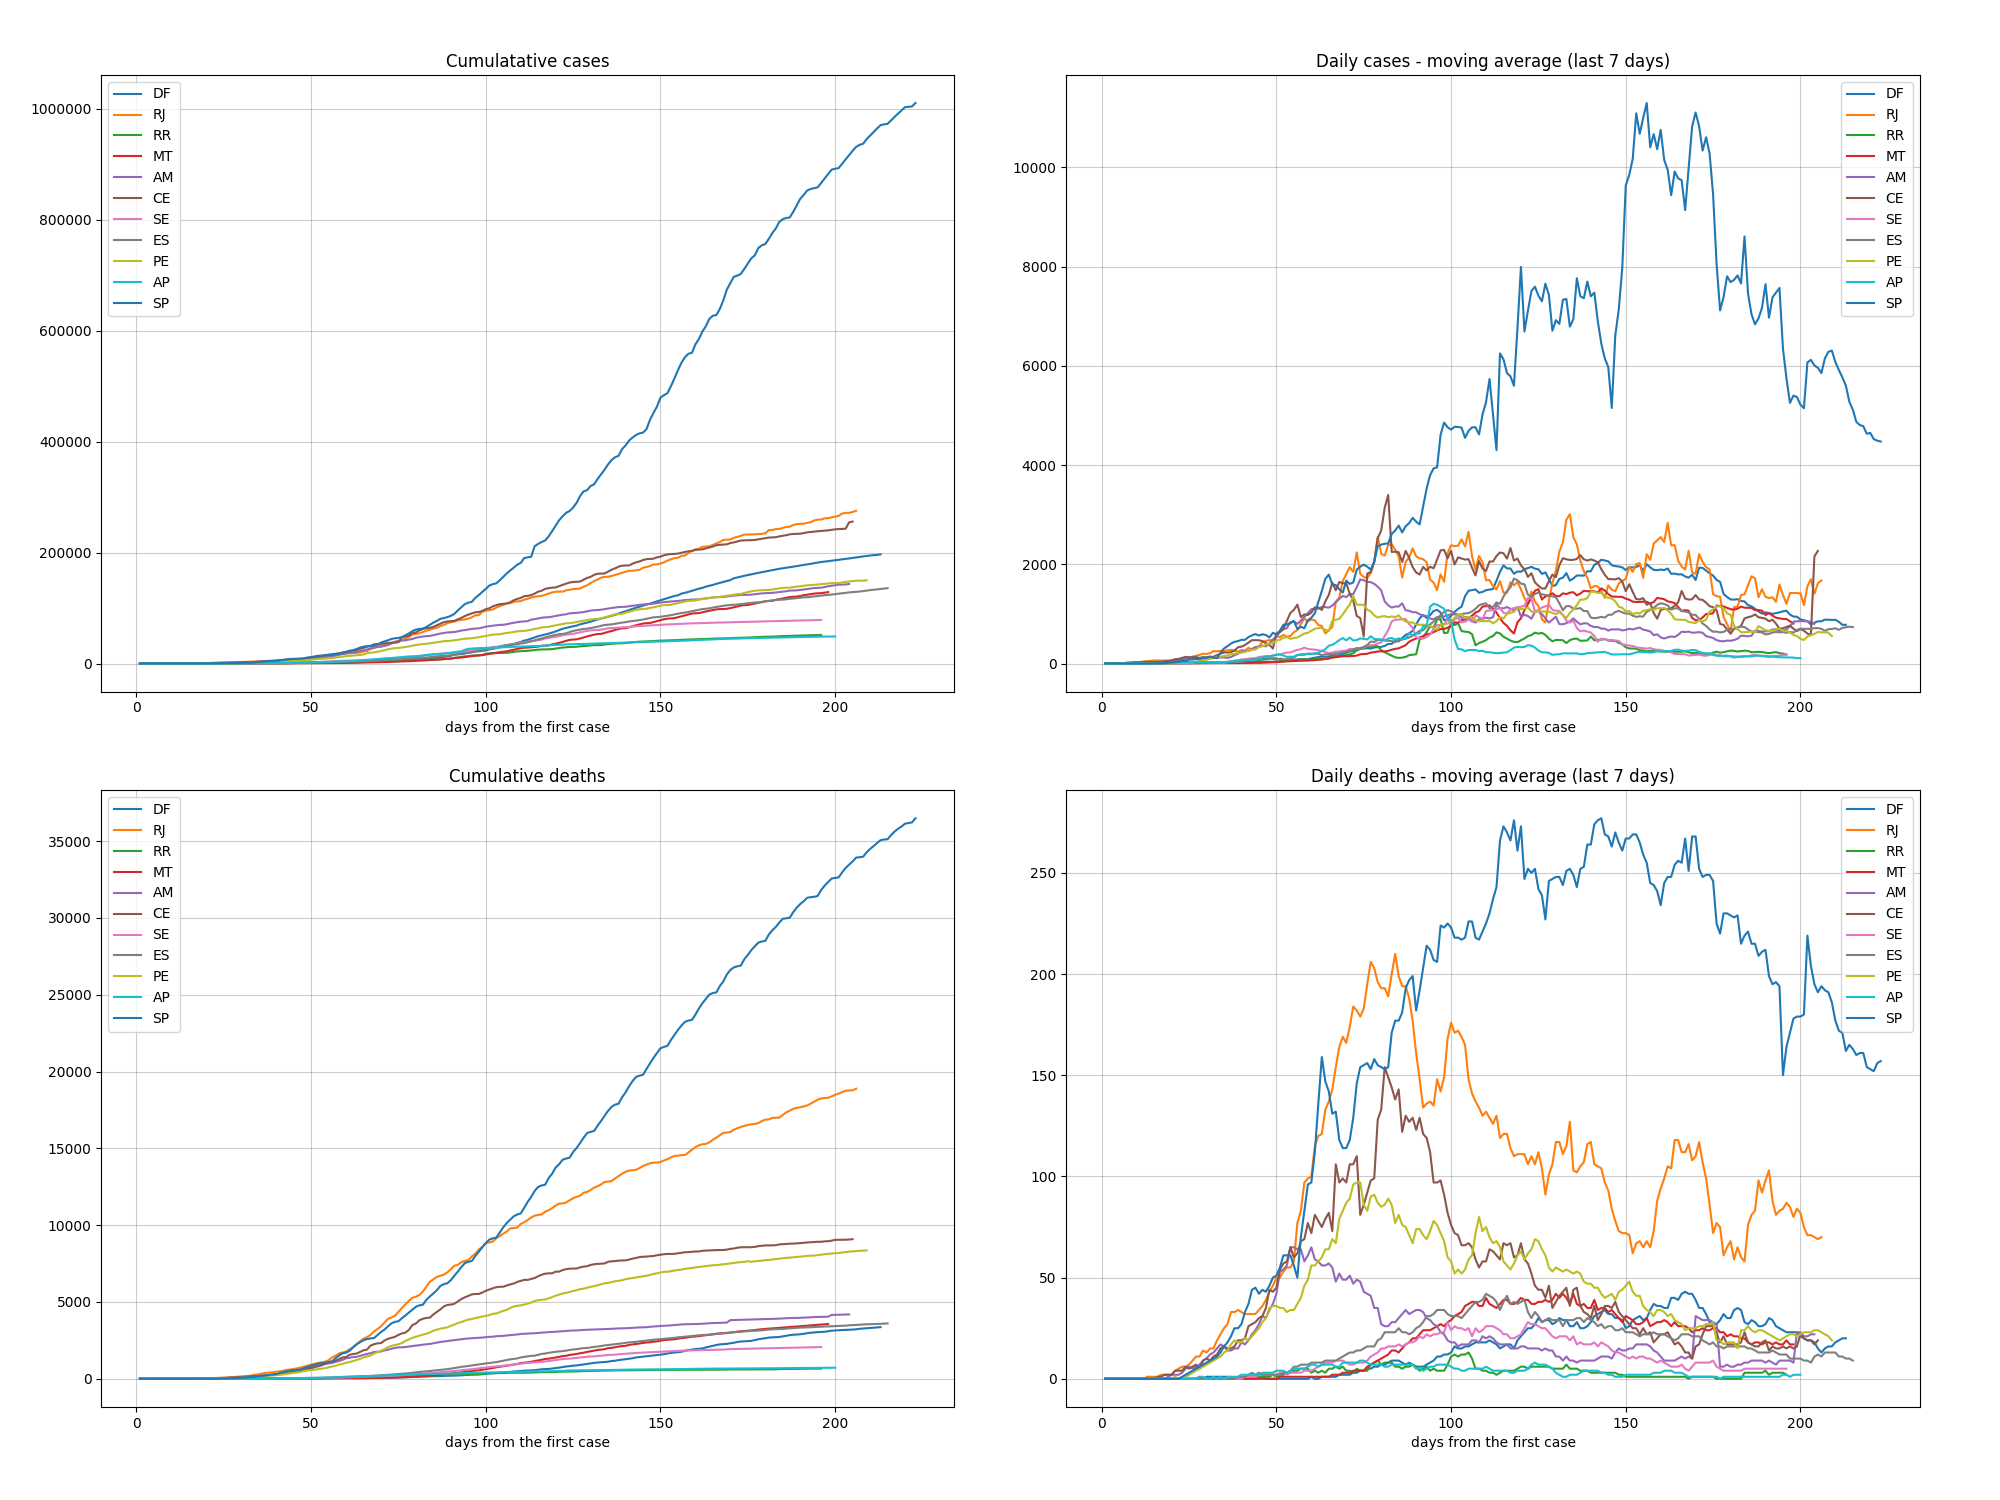 Cumulatative cases
1000000
800000
600000
400000
200000
0
DF
RJ
RR
MT
AM
CE
SE
ES
PE
AP
SP
0 50 100 150 200
days from the first case
Daily cases - moving average (last 7 days)
10000
8000
6000
4000
2000
0
DF
RJ
RR
MT
AM
CE
SE
ES
PE
AP
SP
0 50 100 150 200
days from the first case
Cumulative deaths
35000
30000
25000
20000
15000
10000
5000
0
DF
RJ
RR
MT
AM
CE
SE
ES
PE
AP
SP
0 50 100 150 200
days from the first case
Daily deaths - moving average (last 7 days)
250
200
150
100
50
0
DF
RJ
RR
MT
AM
CE
SE
ES
PE
AP
SP
0 50 100 150 200
days from the first case